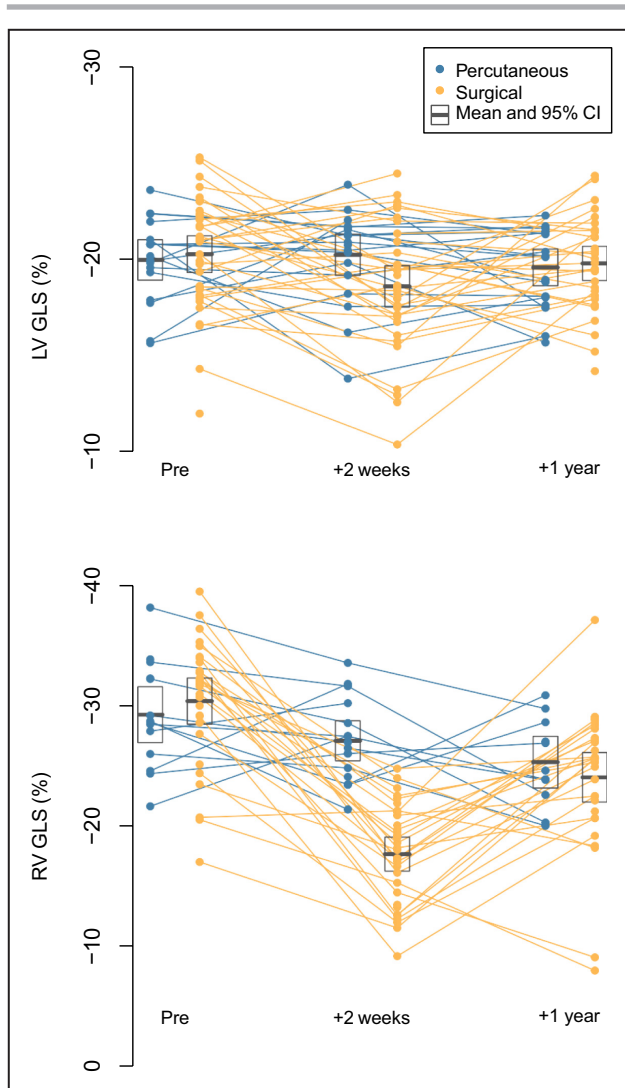 Percutaneous
Surgical
Mean and 95% CI
LV GLS (%)
−30
−20
−10
Pre
+2 weeks
+1 year
RV GLS (%)
−40
−30
−20
−10
0
Pre
+2 weeks
+1 year